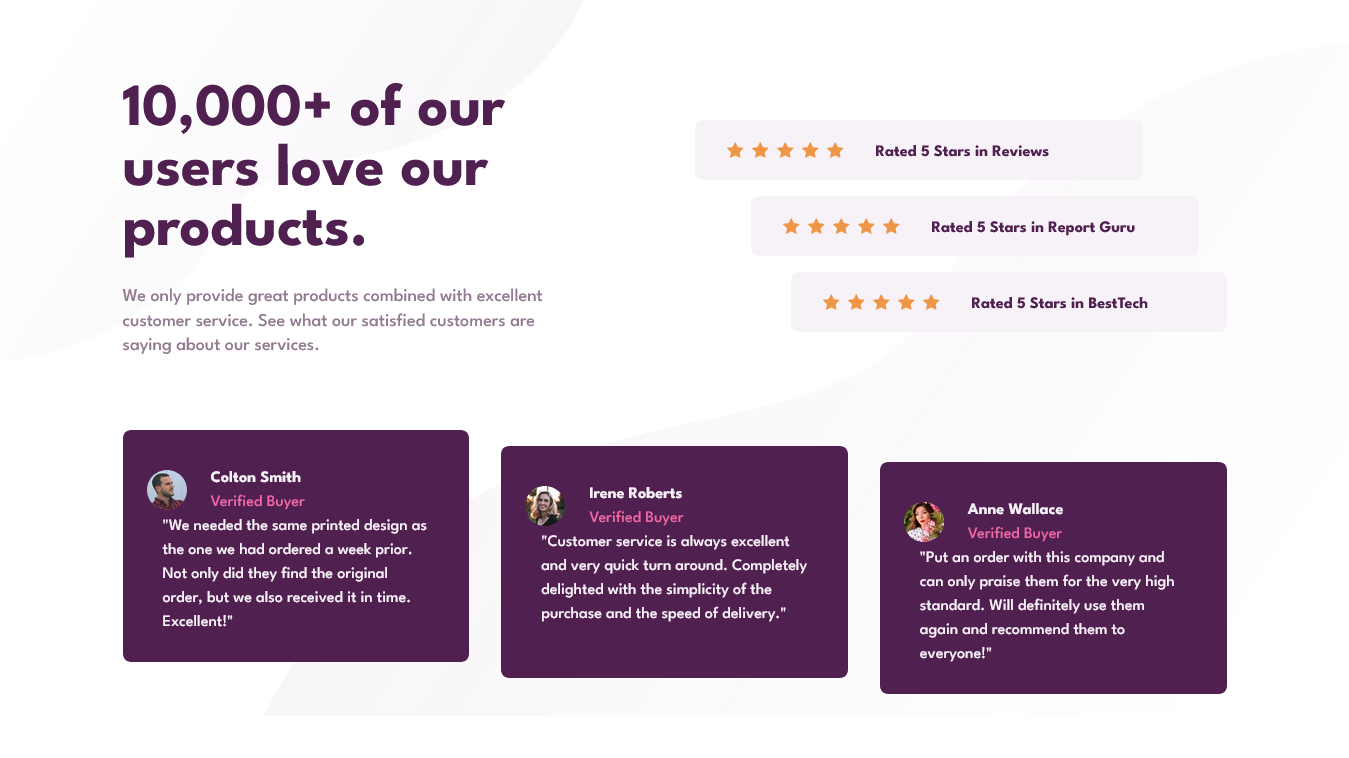 10,000+ of our
users love our
products.
We only provide great products combined with excellent
customer service. See what our satisfied customers are
saying about our services.
Rated 5 Stars in Reviews
Rated 5 Stars in Report Guru
Rated 5 Stars in BestTech
Colton Smith
Verified Buyer
"We needed the same printed design as
the one we had ordered a week prior.
Not only did they find the original
order, but we also received it in time.
Excellent!"
Irene Roberts
Verified Buyer
"Customer service is always excellent
and very quick turn around. Completely
delighted with the simplicity of the
purchase and the speed of delivery."
Anne Wallace
Verified Buyer
"Put an order with this company and
can only praise them for the very high
standard. Will definitely use them
again and recommend them to
everyone!"